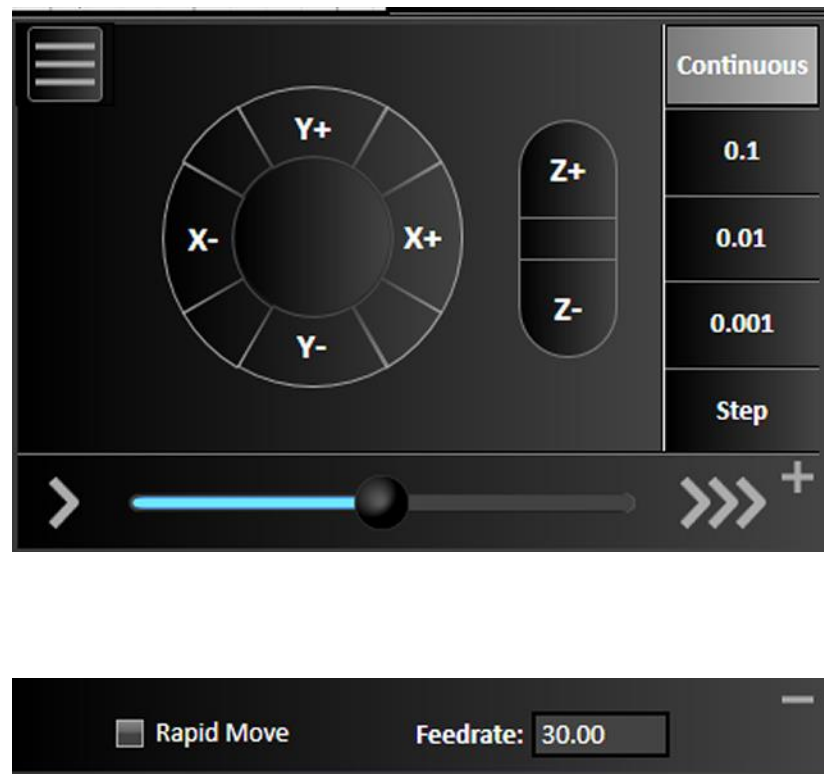 Continuous
Y+
0.1
Z+
X-
X+
0.01
Z-
0.001
Y-
Step
Rapid Move
Feedrate: 30.00